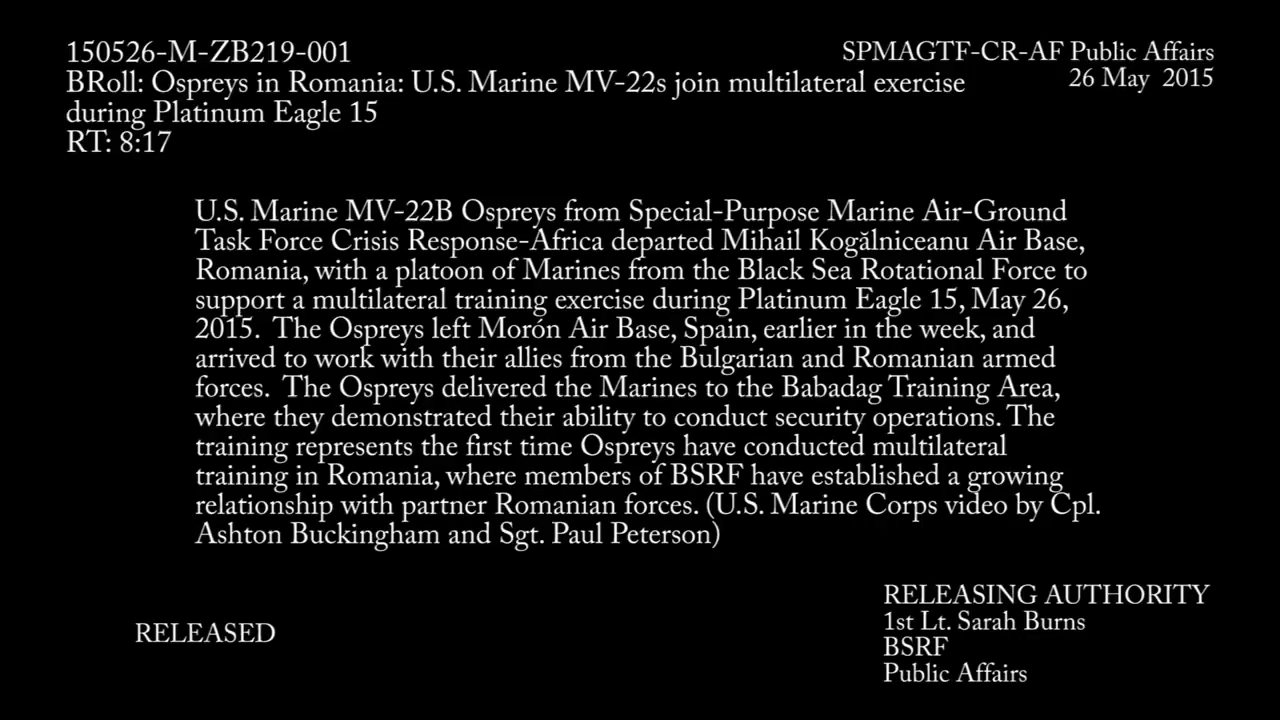 150526-M-ZB219-001
SPMAGTF-CR-AF Public Affairs
26 May  2015
BRoll: Ospreys in Romania: U.S. Marine MV-22s join multilateral exercise
during Platinum Eagle 15
RT: 8:17
U.S. Marine MV-22B Ospreys from Special-Purpose Marine Air-Ground
Task Force Crisis Response-Africa departed Mihail Kogălniceanu Air Base,
Romania, with a platoon of Marines from the Black Sea Rotational Force to
support a multilateral training exercise during Platinum Eagle 15, May 26,
2015.  The Ospreys left Morón Air Base, Spain, earlier in the week, and
arrived to work with their allies from the Bulgarian and Romanian armed
forces.  The Ospreys delivered the Marines to the Babadag Training Area,
where they demonstrated their ability to conduct security operations. The
training represents the first time Ospreys have conducted multilateral
training in Romania, where members of BSRF have established a growing
relationship with partner Romanian forces. (U.S. Marine Corps video by Cpl.
Ashton Buckingham and Sgt. Paul Peterson)
RELEASED
RELEASING AUTHORITY
1st Lt. Sarah Burns
BSRF
Public Affairs